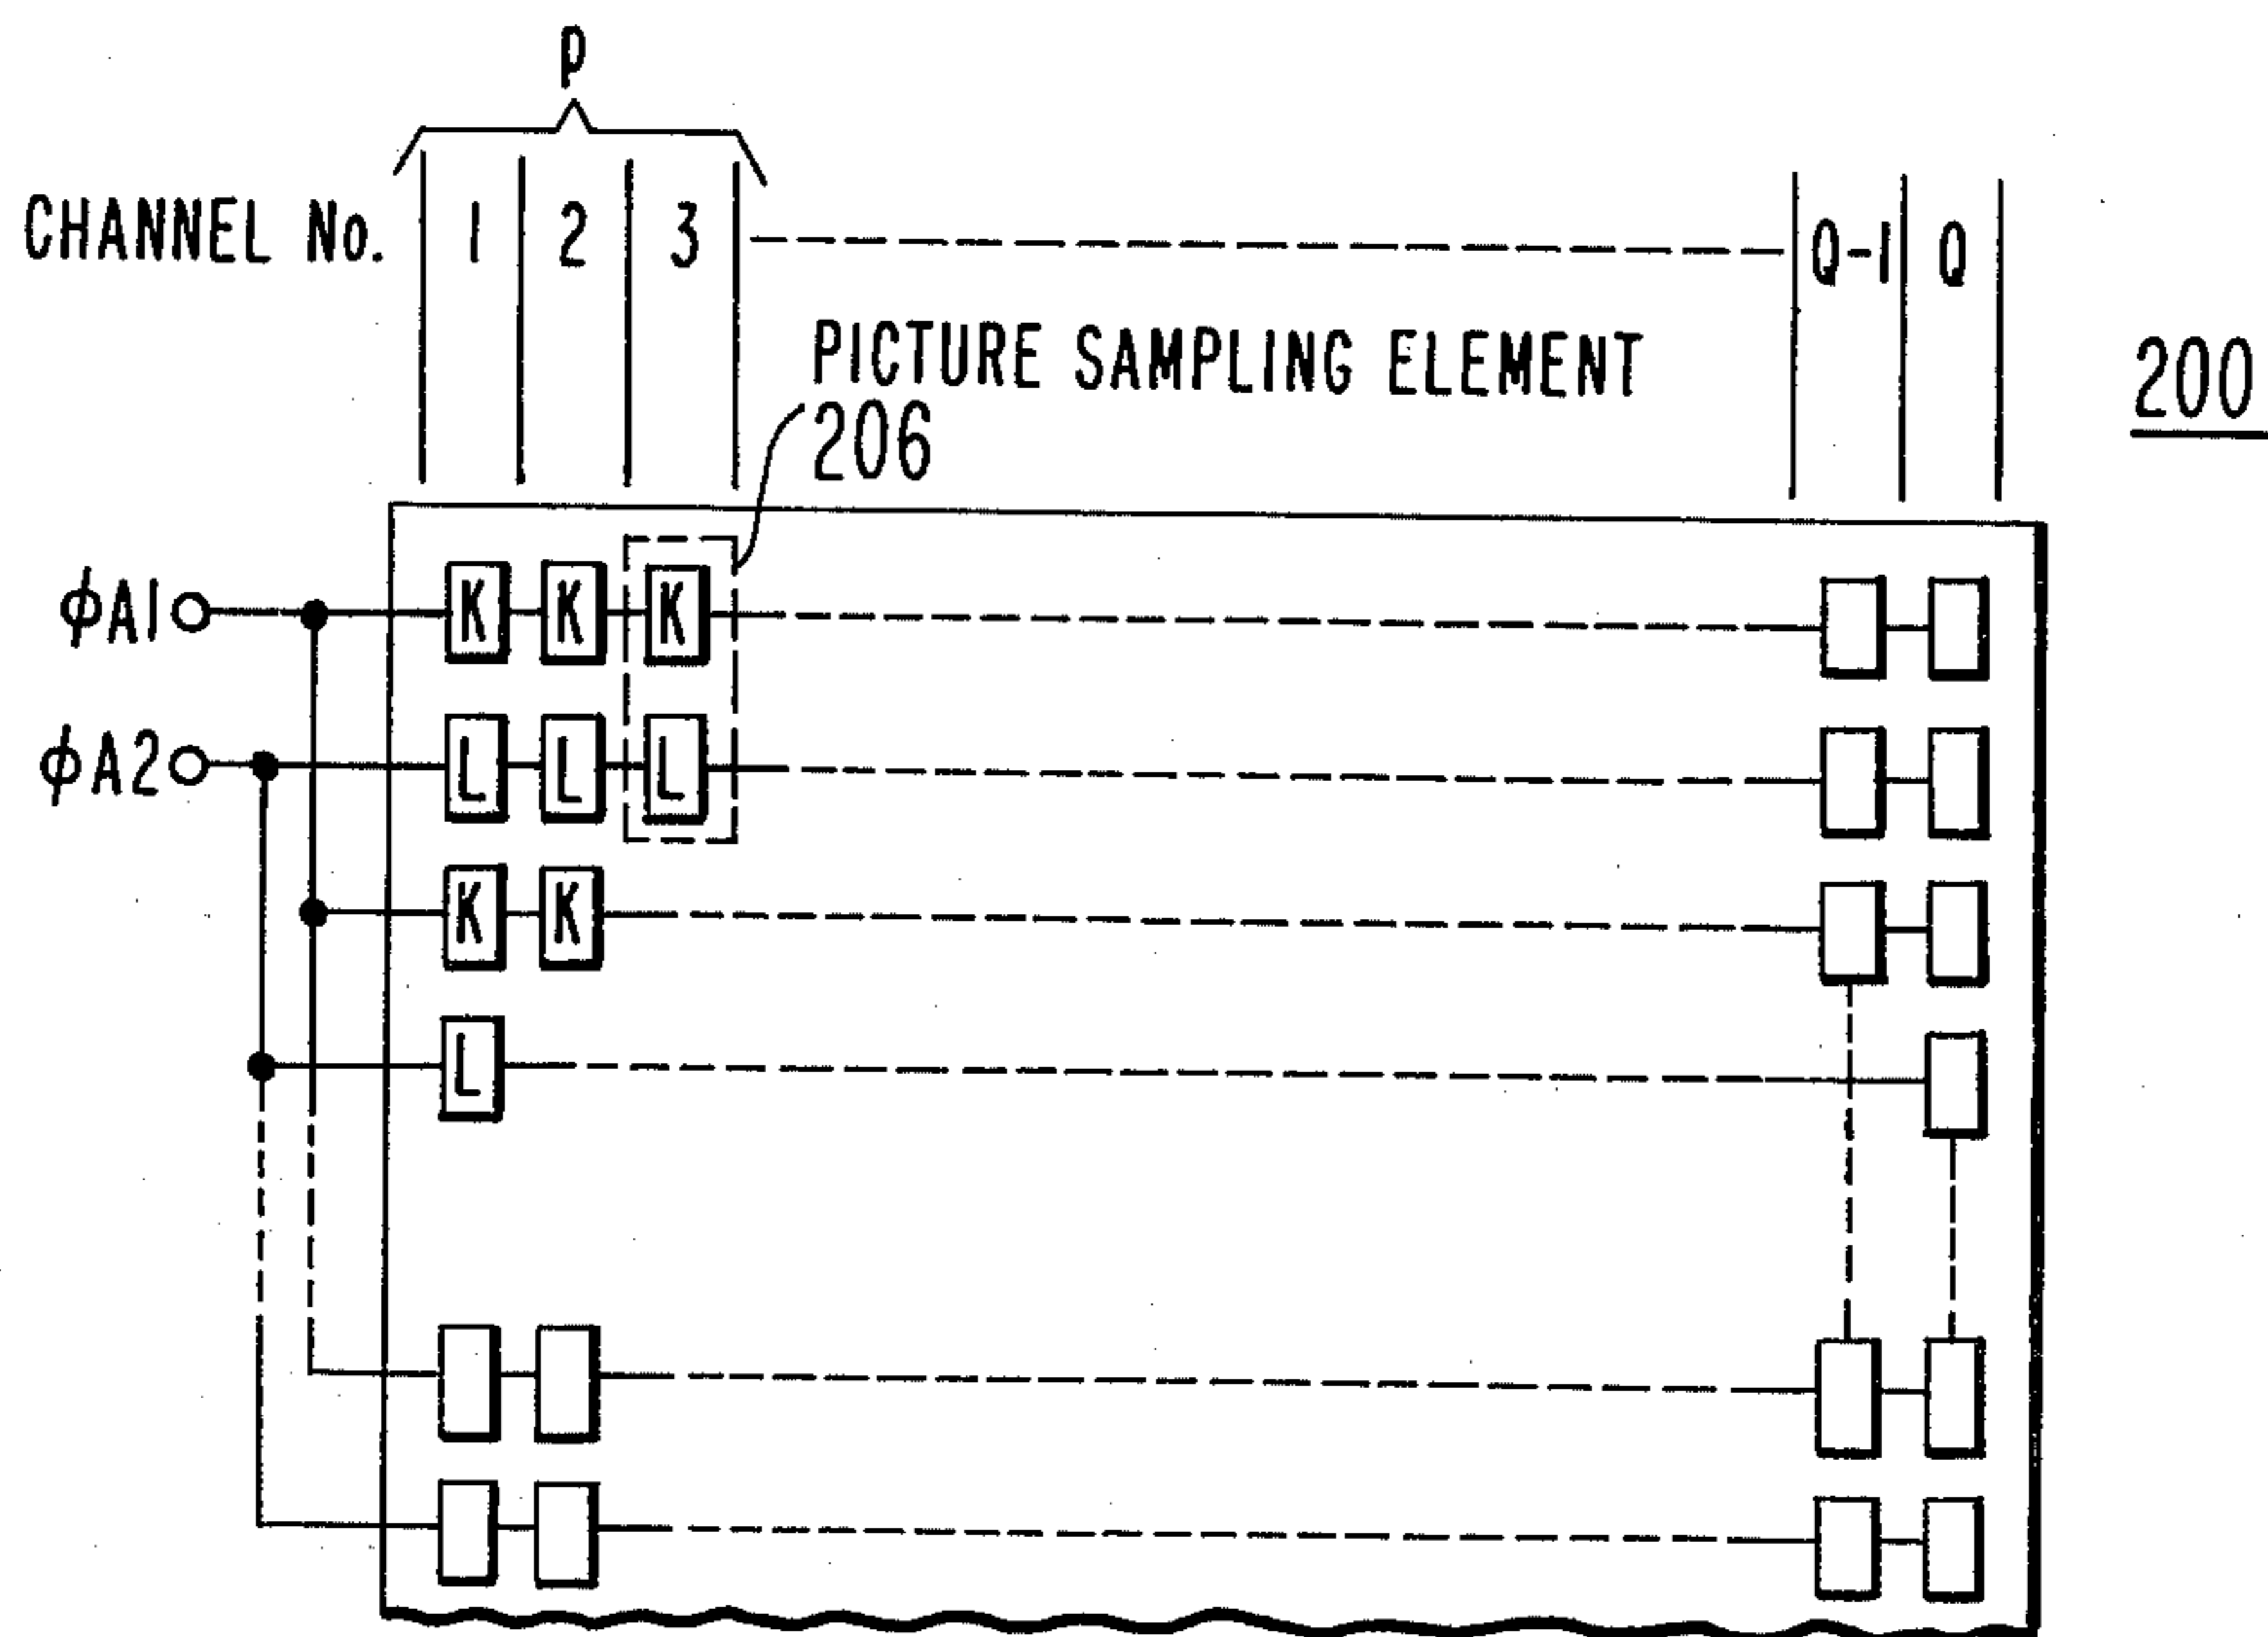 P
CHANNEL No. 1 2 3 Q-1 Q
PICTURE SAMPLING ELEMENT
206
200
ϕA1 K K K
ϕA2 L L L
K K
L